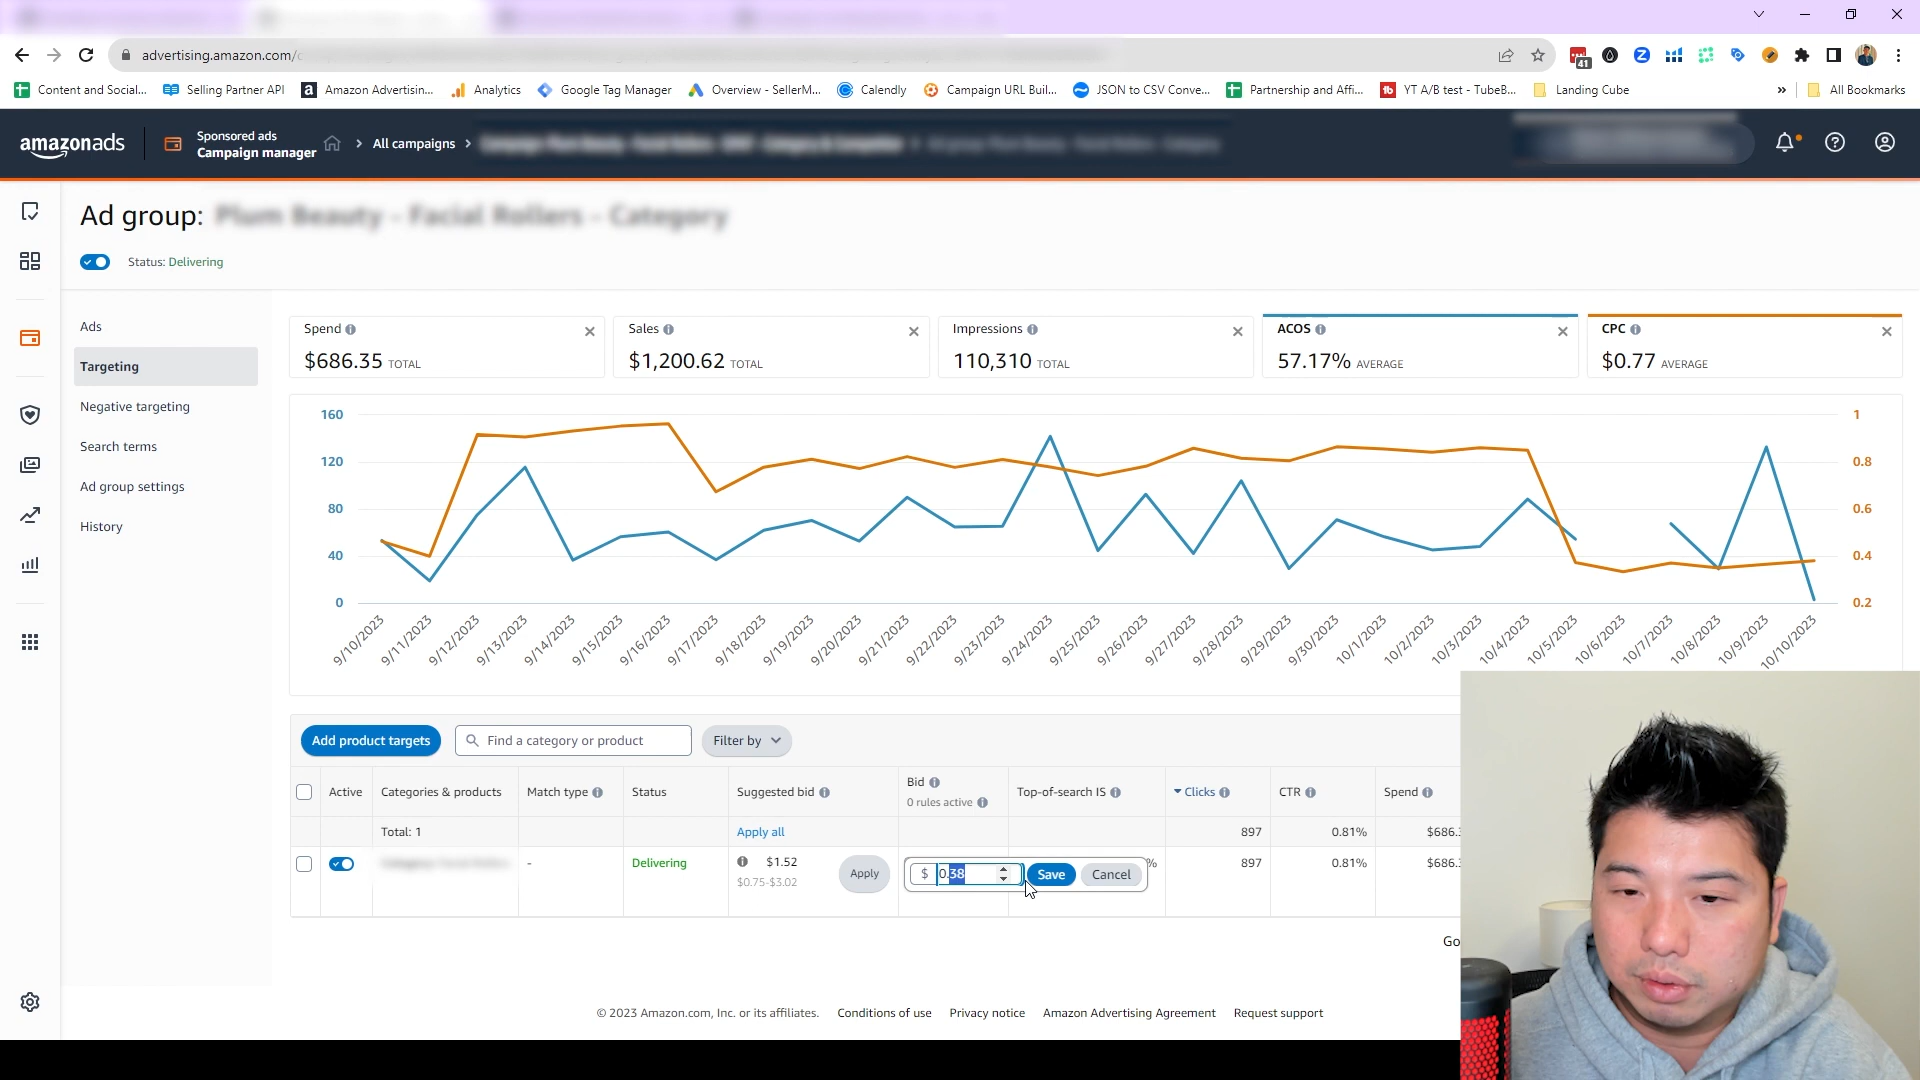 advertising.amazon.com/
41
Content and Social...
Selling Partner API
Amazon Advertisin...
Analytics
Google Tag Manager
Overview - SellerM...
Calendly
Campaign URL Buil...
JSON to CSV Conve...
Partnership and Affi...
YT A/B test - TubeB...
Landing Cube
»
All Bookmarks
amazonads
Sponsored ads
Campaign manager
All campaigns
Ad group: Plum Beauty - Facial Rollers - Category
Status: Delivering
Ads
Targeting
Negative targeting
Search terms
Ad group settings
History
Spend
$686.35 TOTAL
Sales
$1,200.62 TOTAL
Impressions
110,310 TOTAL
ACOS
57.17% AVERAGE
CPC
$0.77 AVERAGE
160
120
80
40
0
1
0.8
0.6
0.4
0.2
9/10/2023
9/11/2023
9/12/2023
9/13/2023
9/14/2023
9/15/2023
9/16/2023
9/17/2023
9/18/2023
9/19/2023
9/20/2023
9/21/2023
9/22/2023
9/23/2023
9/24/2023
9/25/2023
9/26/2023
9/27/2023
9/28/2023
9/29/2023
9/30/2023
10/1/2023
10/2/2023
10/3/2023
10/4/2023
10/5/2023
10/6/2023
10/7/2023
10/8/2023
10/9/2023
10/10/2023
Add product targets
Find a category or product
Filter by
Active
Categories & products
Match type
Status
Suggested bid
Bid
0 rules active
Top-of-search IS
Clicks
CTR
Spend
Total: 1
Apply all
897
0.81%
$686.
-
Delivering
$1.52
$0.75-$3.02
Apply
$ 0.38
Save
Cancel
%
897
0.81%
$686.
Go
© 2023 Amazon.com, Inc. or its affiliates.
Conditions of use
Privacy notice
Amazon Advertising Agreement
Request support